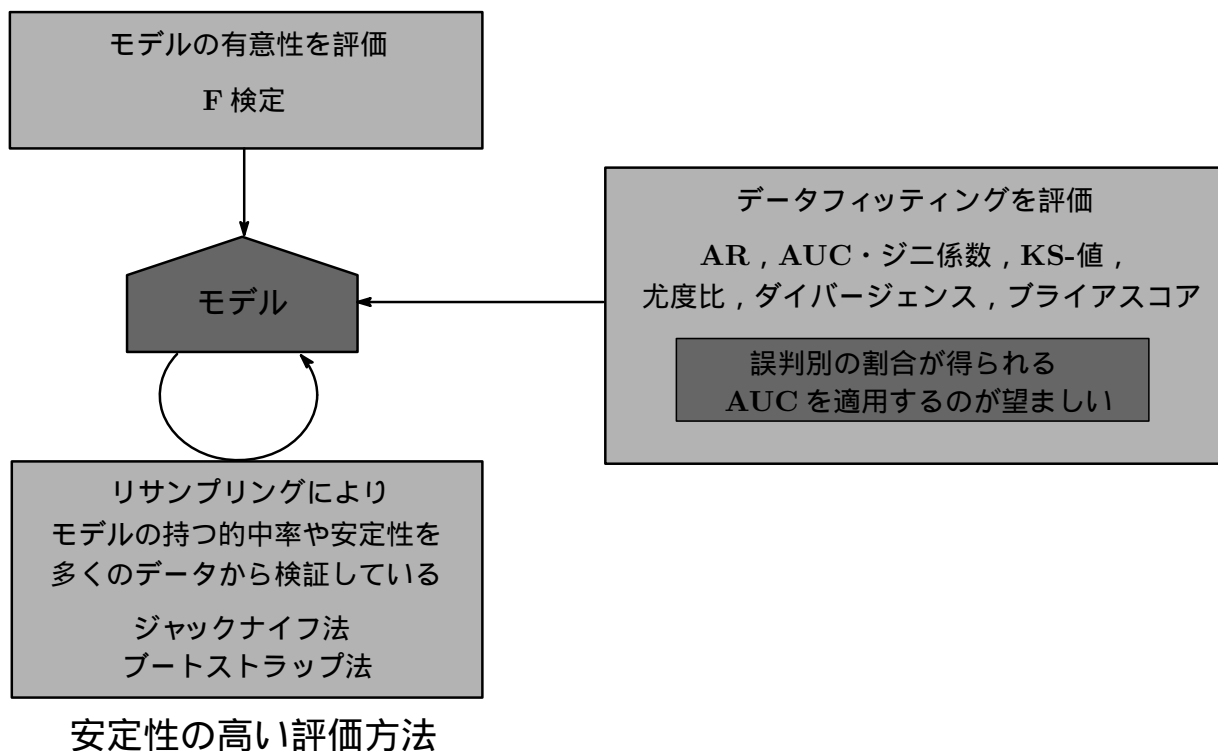 モデルの有意性を評価
F 検定
データフィッティングを評価
AR , AUC・ジニ係数 , KS-値 ,
尤度比 , ダイバージェンス , ブライアスコア
誤判別の割合が得られる
AUC を適用するのが望ましい
モデル
リサンプリングにより
モデルの持つ的中率や安定性を
多くのデータから検証している
ジャックナイフ法
ブートストラップ法
安定性の高い評価方法